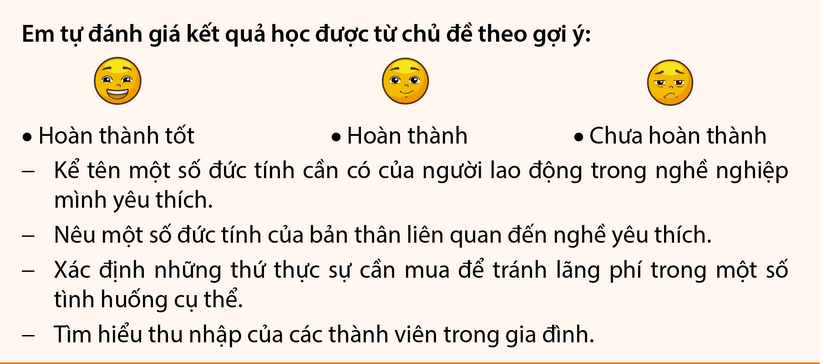 Em tự đánh giá kết quả học được từ chủ đề theo gợi ý:
• Hoàn thành tốt • Hoàn thành • Chưa hoàn thành
– Kể tên một số đức tính cần có của người lao động trong nghề nghiệp
mình yêu thích.
– Nêu một số đức tính của bản thân liên quan đến nghề yêu thích.
– Xác định những thứ thực sự cần mua để tránh lãng phí trong một số
tình huống cụ thể.
– Tìm hiểu thu nhập của các thành viên trong gia đình.